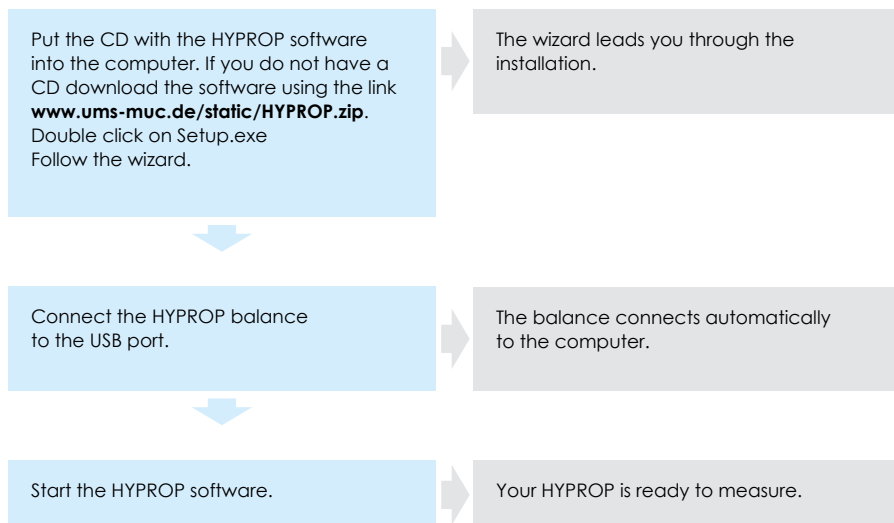 Put the CD with the HYPROP software
into the computer. If you do not have a
CD download the software using the link
www.ums-muc.de/static/HYPROP.zip.
Double click on Setup.exe
Follow the wizard.
The wizard leads you through the
installation.
Connect the HYPROP balance
to the USB port.
The balance connects automatically
to the computer.
Start the HYPROP software.
Your HYPROP is ready to measure.